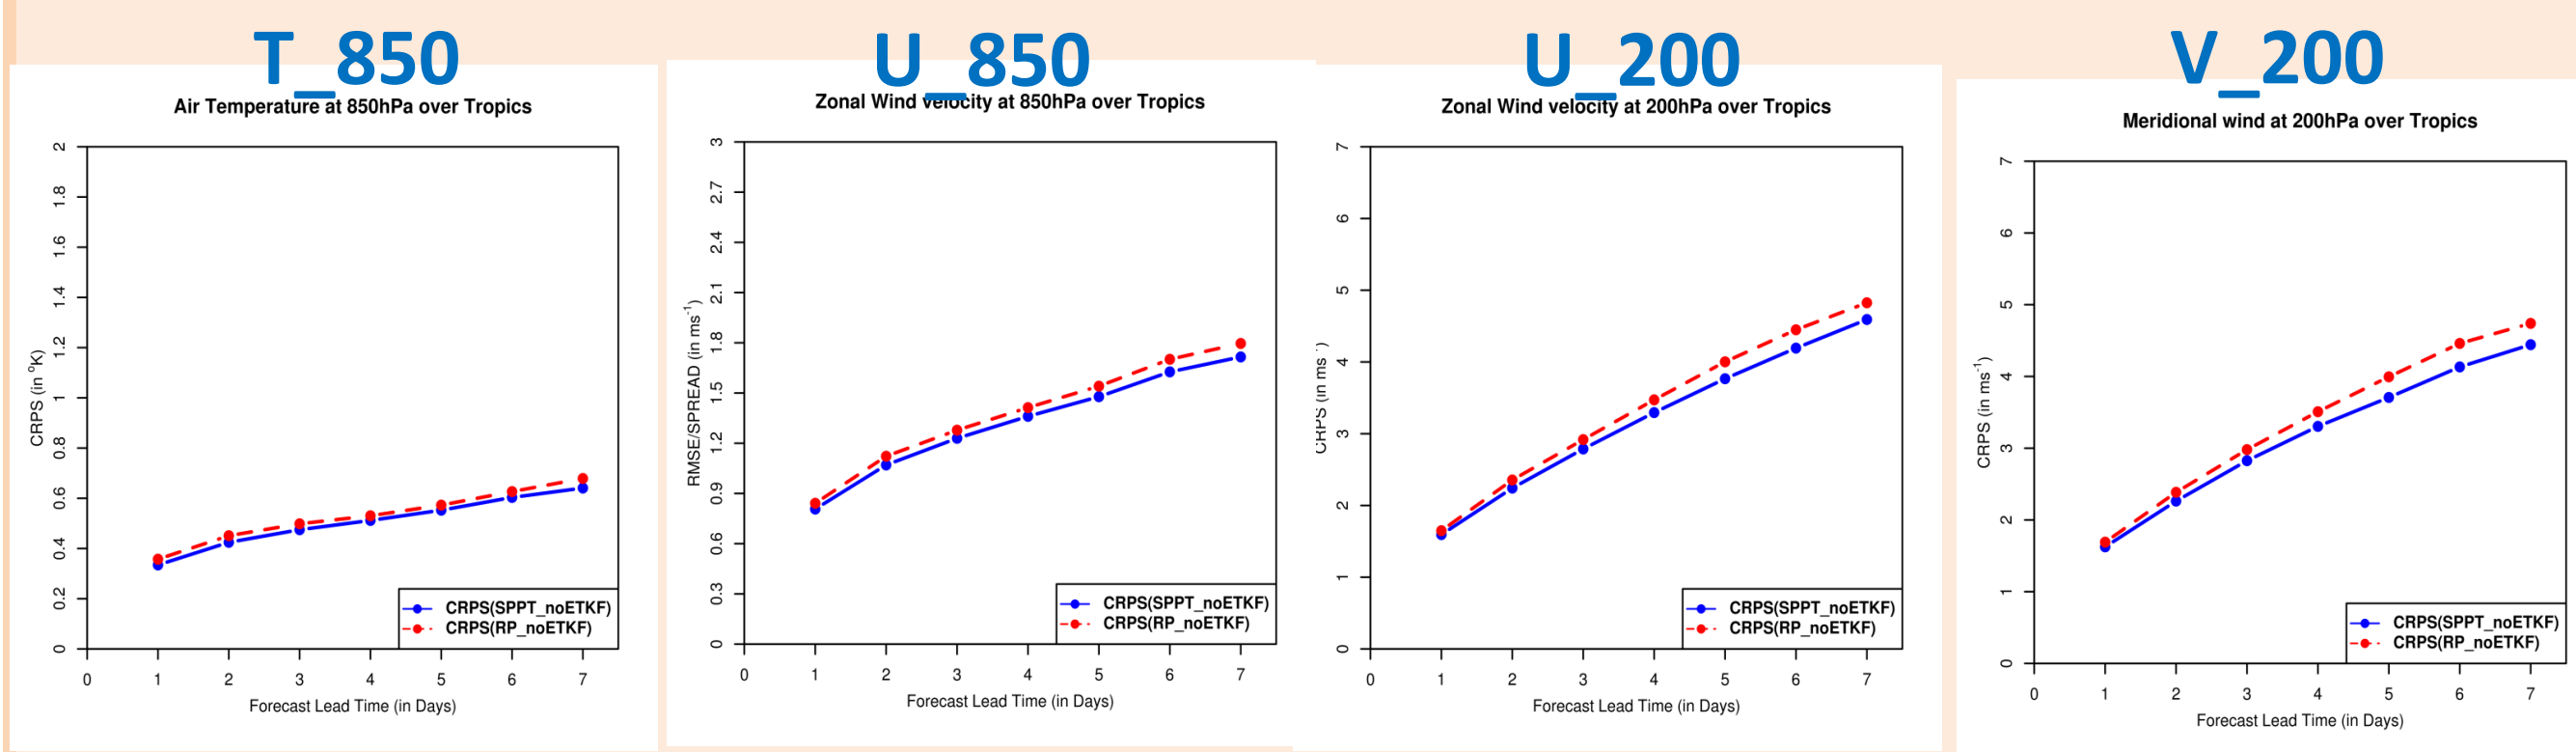 T_850
Air Temperature at 850hPa over Tropics
CRPS (in °K)
2
1.8
1.6
1.4
1.2
1
0.8
0.6
0.4
0.2
0
0 1 2 3 4 5 6 7
Forecast Lead Time (in Days)
CRPS(SPPT_noETKF)
CRPS(RP_noETKF)
U_850
Zonal Wind velocity at 850hPa over Tropics
RMSE/SPREAD (in ms⁻¹)
3
2.7
2.4
2.1
1.8
1.5
1.2
0.9
0.6
0.3
0
0 1 2 3 4 5 6 7
Forecast Lead Time (in Days)
CRPS(SPPT_noETKF)
CRPS(RP_noETKF)
U_200
Zonal Wind velocity at 200hPa over Tropics
CRPS (in ms⁻
7
6
5
4
3
2
1
0
0 1 2 3 4 5 6 7
Forecast Lead Time (in Days)
CRPS(SPPT_noETKF)
CRPS(RP_noETKF)
V_200
Meridional wind at 200hPa over Tropics
CRPS (in ms⁻¹)
7
6
5
4
3
2
1
0
0 1 2 3 4 5 6 7
Forecast Lead Time (in Days)
CRPS(SPPT_noETKF)
CRPS(RP_noETKF)